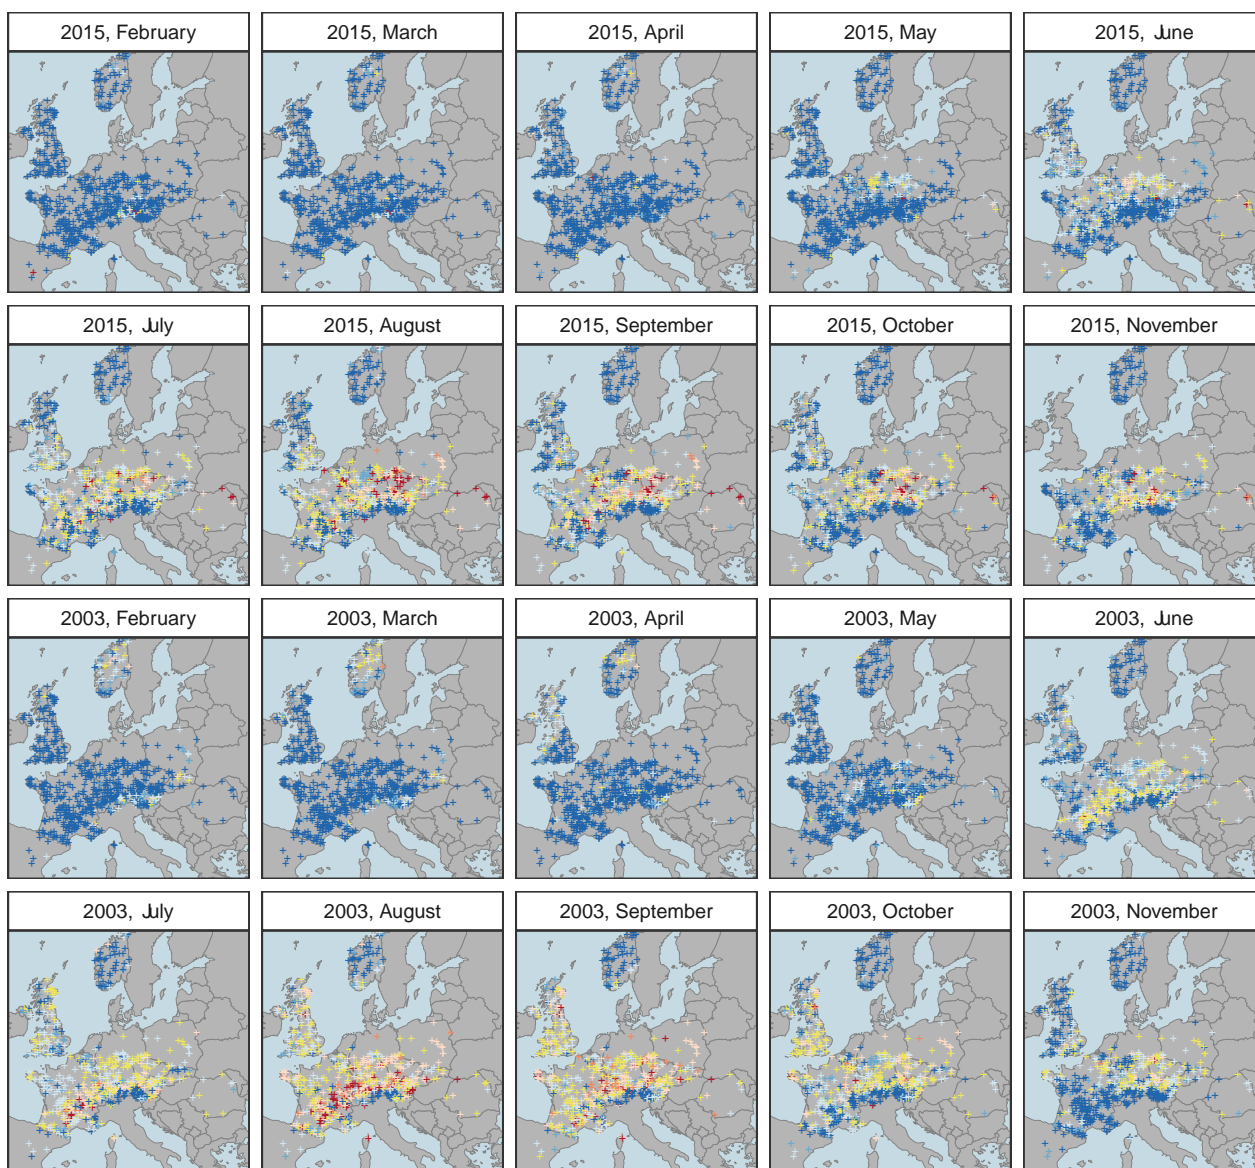 2015, February
2015, March
2015, April
2015, May
2015, June
2015, July
2015, August
2015, September
2015, October
2015, November
2003, February
2003, March
2003, April
2003, May
2003, June
2003, July
2003, August
2003, September
2003, October
2003, November